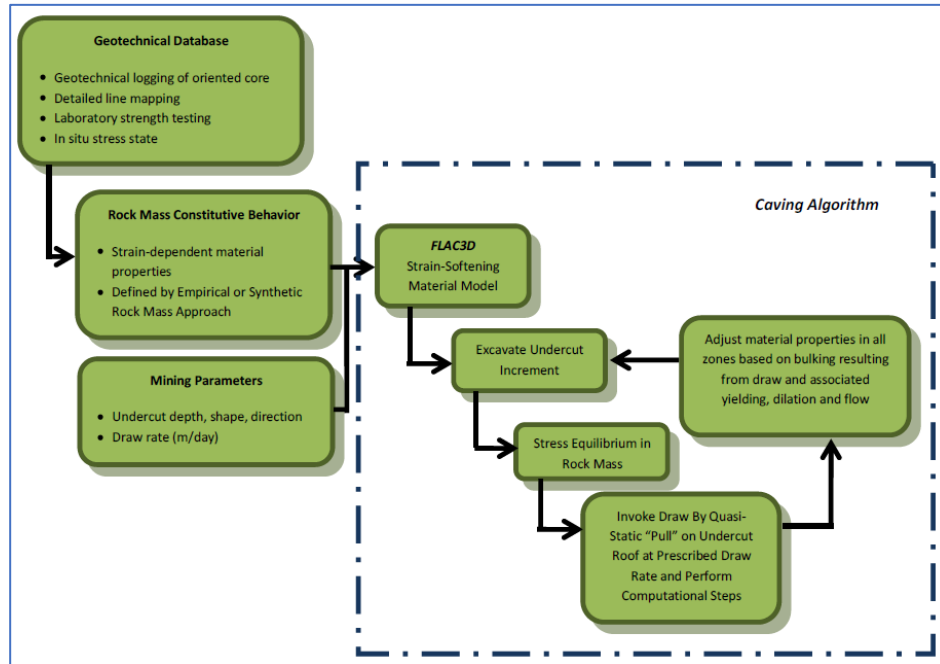 Geotechnical Database
• Geotechnical logging of oriented core
• Detailed line mapping
• Laboratory strength testing
• In situ stress state
Rock Mass Constitutive Behavior
• Strain-dependent material
properties
• Defined by Empirical or Synthetic
Rock Mass Approach
Mining Parameters
• Undercut depth, shape, direction
• Draw rate (m/day)
Caving Algorithm
FLAC3D
Strain-Softening
Material Model
Excavate Undercut
Increment
Stress Equilibrium in
Rock Mass
Invoke Draw By Quasi-
Static “Pull” on Undercut
Roof at Prescribed Draw
Rate and Perform
Computational Steps
Adjust material properties in all
zones based on bulking resulting
from draw and associated
yielding, dilation and flow